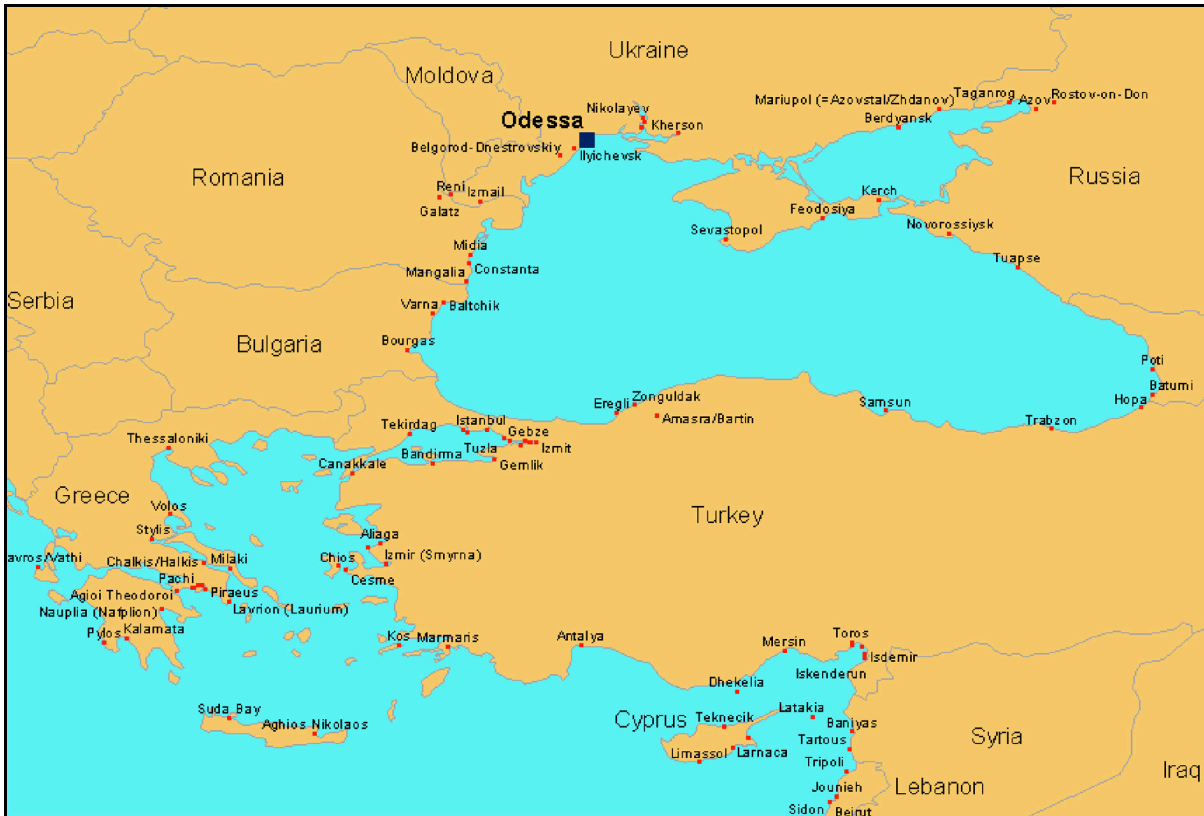 Ukraine
Moldova
Nikolayev
Mariupol (=Azovstal/Zhdanov)
Taganrog
Azov
Rostov-on-Don
Odessa
Kherson
Berdyansk
Belgorod-Dnestrovskiy
Ilyichevsk
Romania
Reni
Izmail
Galatz
Kerch
Russia
Feodosiya
Sevastopol
Novorossiysk
Midia
Constanta
Mangalia
Tuapse
Serbia
Varna
Baltchik
Bulgaria
Bourgas
Poti
Batumi
Hopa
Eregli
Zonguldak
Amasra/Bartin
Samsun
Trabzon
Tekirdag
Istanbul
Gebze
Tuzla
Izmit
Thessaloniki
Canakkale
Bandirma
Gemlik
Greece
Volos
Turkey
Stylis
Aliaga
avros/Vathi
Chalkis/Halkis
Milaki
Chios
Izmir (Smyrna)
Cesme
Pachi
Agioi Theodoroi
Piraeus
Nauplia (Nafplion)
Lavrion (Laurium)
Pylos
Kalamata
Kos
Marmaris
Antalya
Mersin
Toros
Isdemir
Iskenderun
Dhekelia
Suda Bay
Aghios Nikolaos
Cyprus
Teknecik
Latakia
Baniyas
Tartous
Syria
Limassol
Larnaca
Tripoli
Iraq
Jounieh
Lebanon
Sidon
Beirut